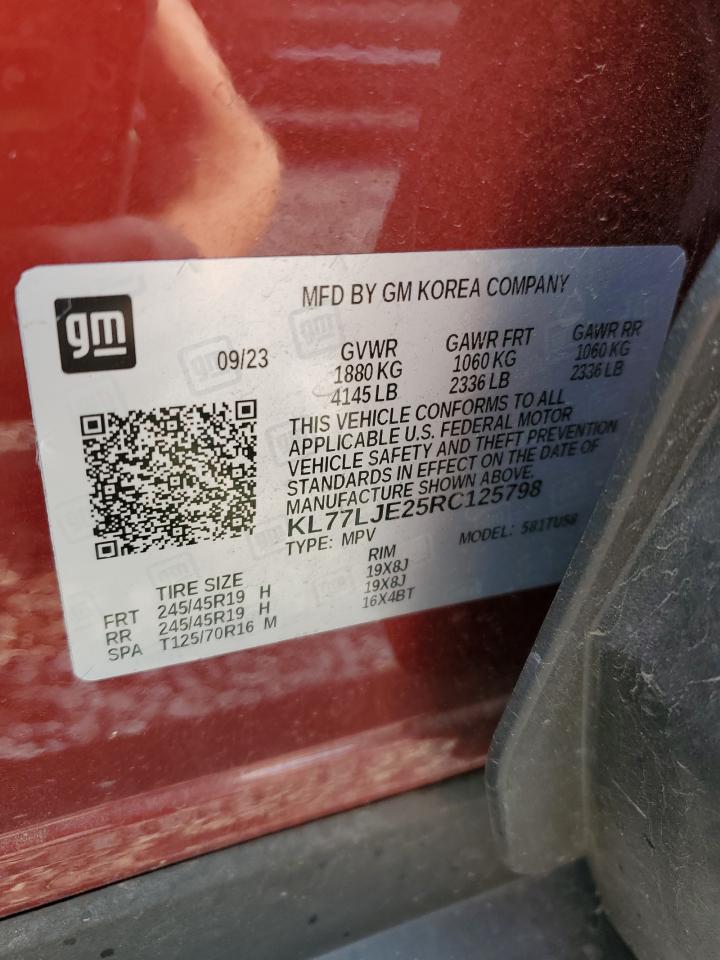 gm
MFD BY GM KOREA COMPANY
09/23
GVWR
1880 KG
4145 LB
GAWR FRT
1060 KG
2336 LB
GAWR RR
1060 KG
2336 LB
THIS VEHICLE CONFORMS TO ALL
APPLICABLE U.S. FEDERAL MOTOR
VEHICLE SAFETY AND THEFT PREVENTION
STANDARDS IN EFFECT ON THE DATE OF
MANUFACTURE SHOWN ABOVE.
KL77LJE25RC125798
TYPE: MPV MODEL:
TIRE SIZE RIM
FRT 245/45R19 H 19X8J
RR 245/45R19 H 19X8J
SPA T125/70R16 M 16X4BT